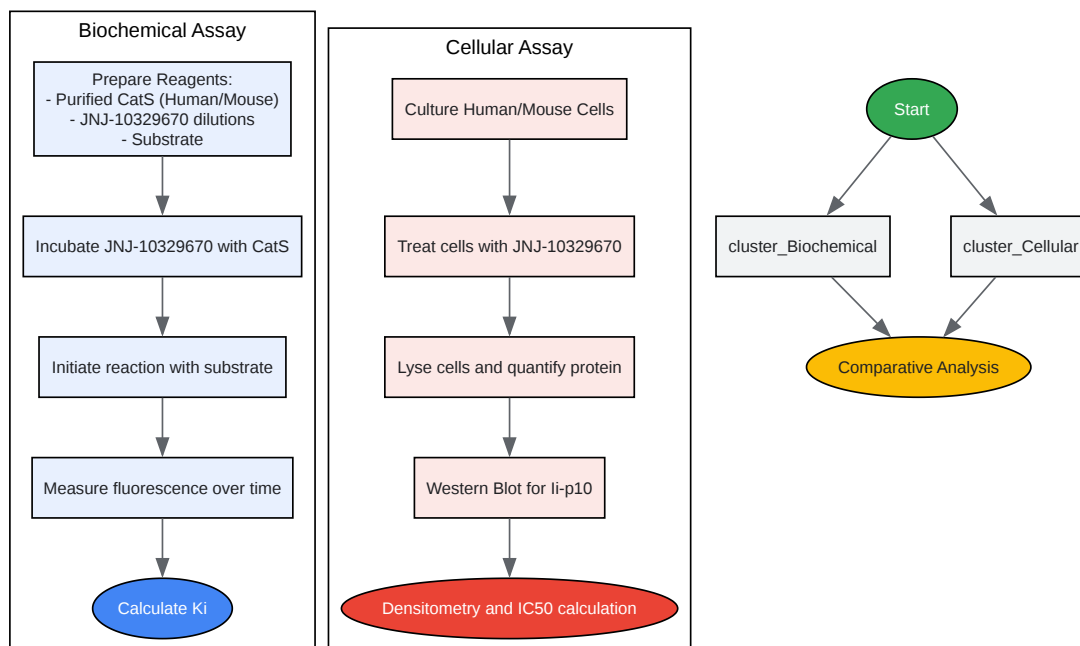 Biochemical Assay
Prepare Reagents:
- Purified CatS (Human/Mouse)
- JNJ-10329670 dilutions
- Substrate
Incubate JNJ-10329670 with CatS
Initiate reaction with substrate
Measure fluorescence over time
Calculate Ki
Cellular Assay
Culture Human/Mouse Cells
Treat cells with JNJ-10329670
Lyse cells and quantify protein
Western Blot for Ii-p10
Densitometry and IC50 calculation
Start
cluster_Biochemical
cluster_Cellular
Comparative Analysis